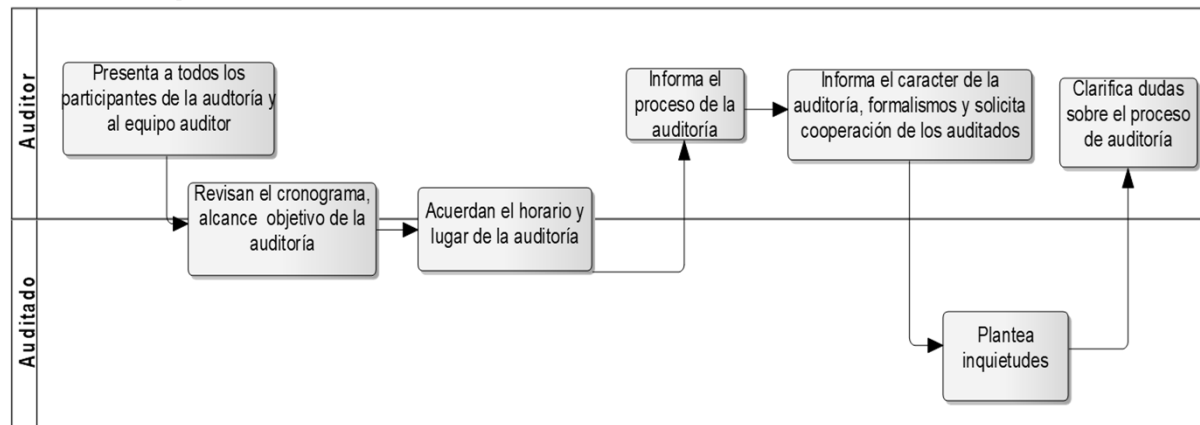 Auditor
Presenta a todos los
participantes de la audtoría y
al equipo auditor
Revisan el cronograma,
alcance objetivo de la
auditoría
Acuerdan el horario y
lugar de la auditoría
Informa el
proceso de la
auditoría
Informa el caracter de la
auditoría, formalismos y solicita
cooperación de los auditados
Clarifica dudas
sobre el proceso
de auditoría
Auditado
Plantea
inquietudes